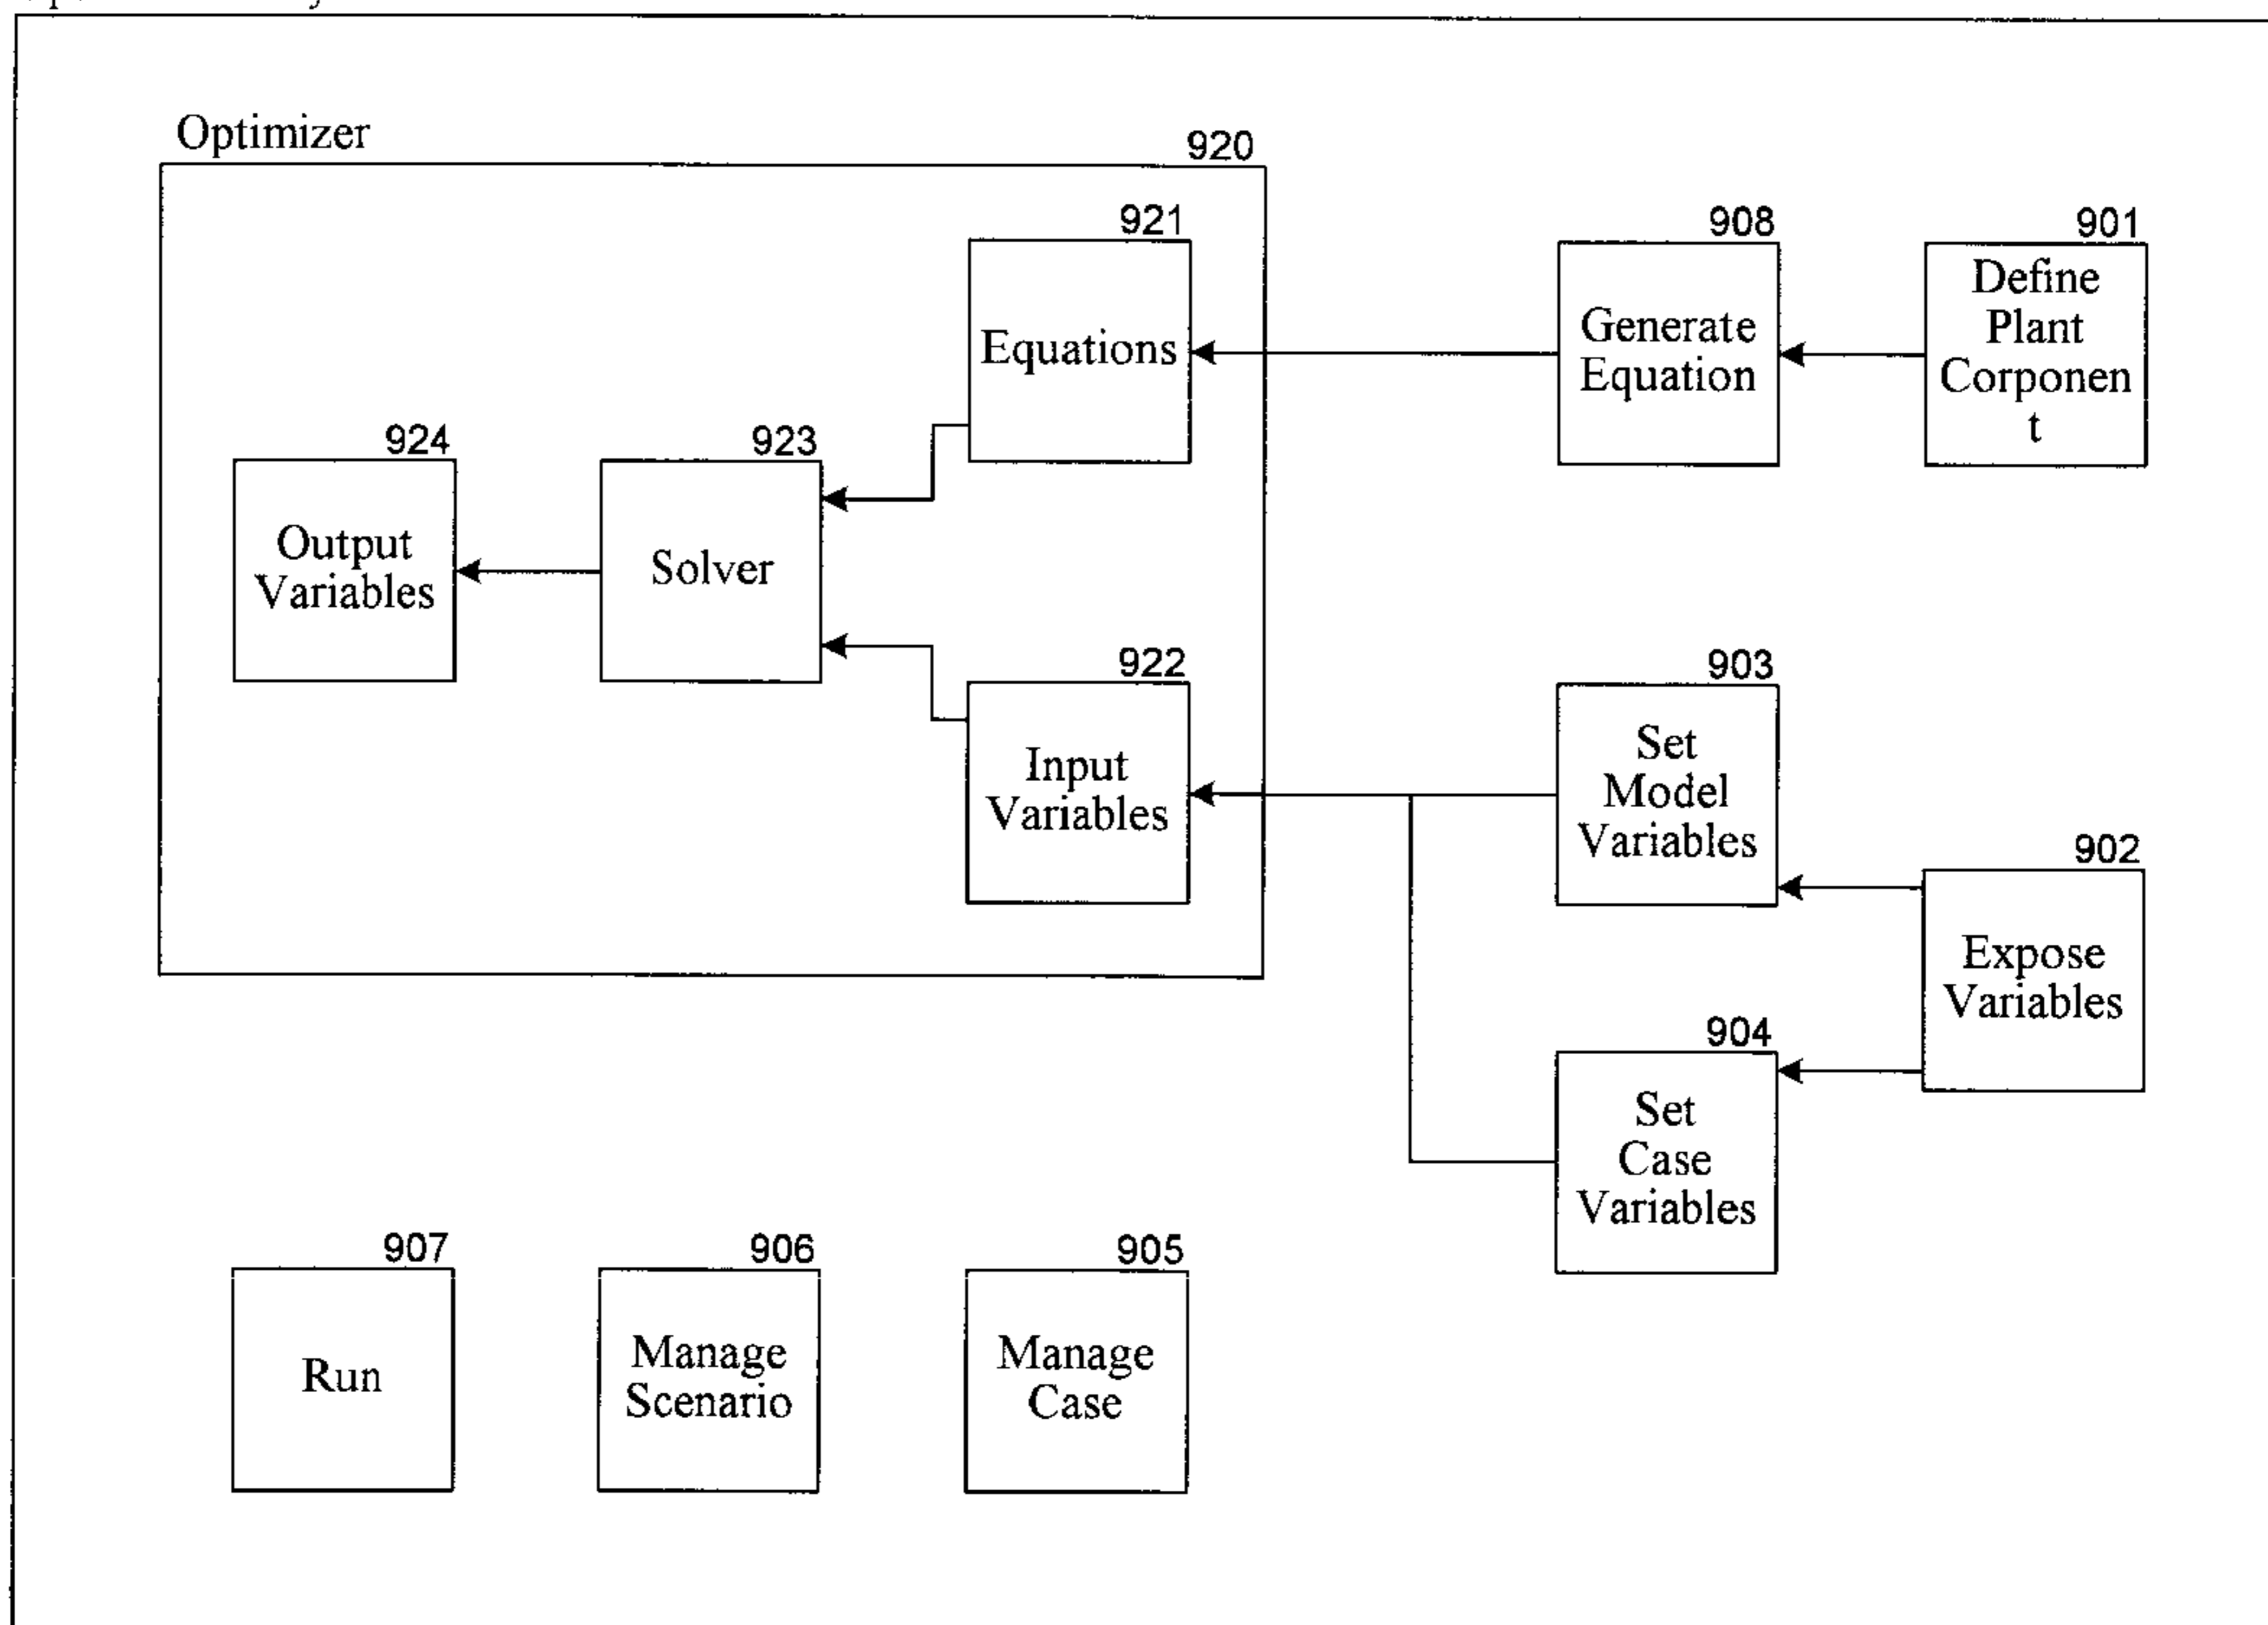 Optimizer
920
921
Equations
908
Generate
Equation
901
Define
Plant
Corponen
t
924
Output
Variables
923
Solver
922
Input
Variables
903
Set
Model
Variables
902
Expose
Variables
904
Set
Case
Variables
907
Run
906
Manage
Scenario
905
Manage
Case